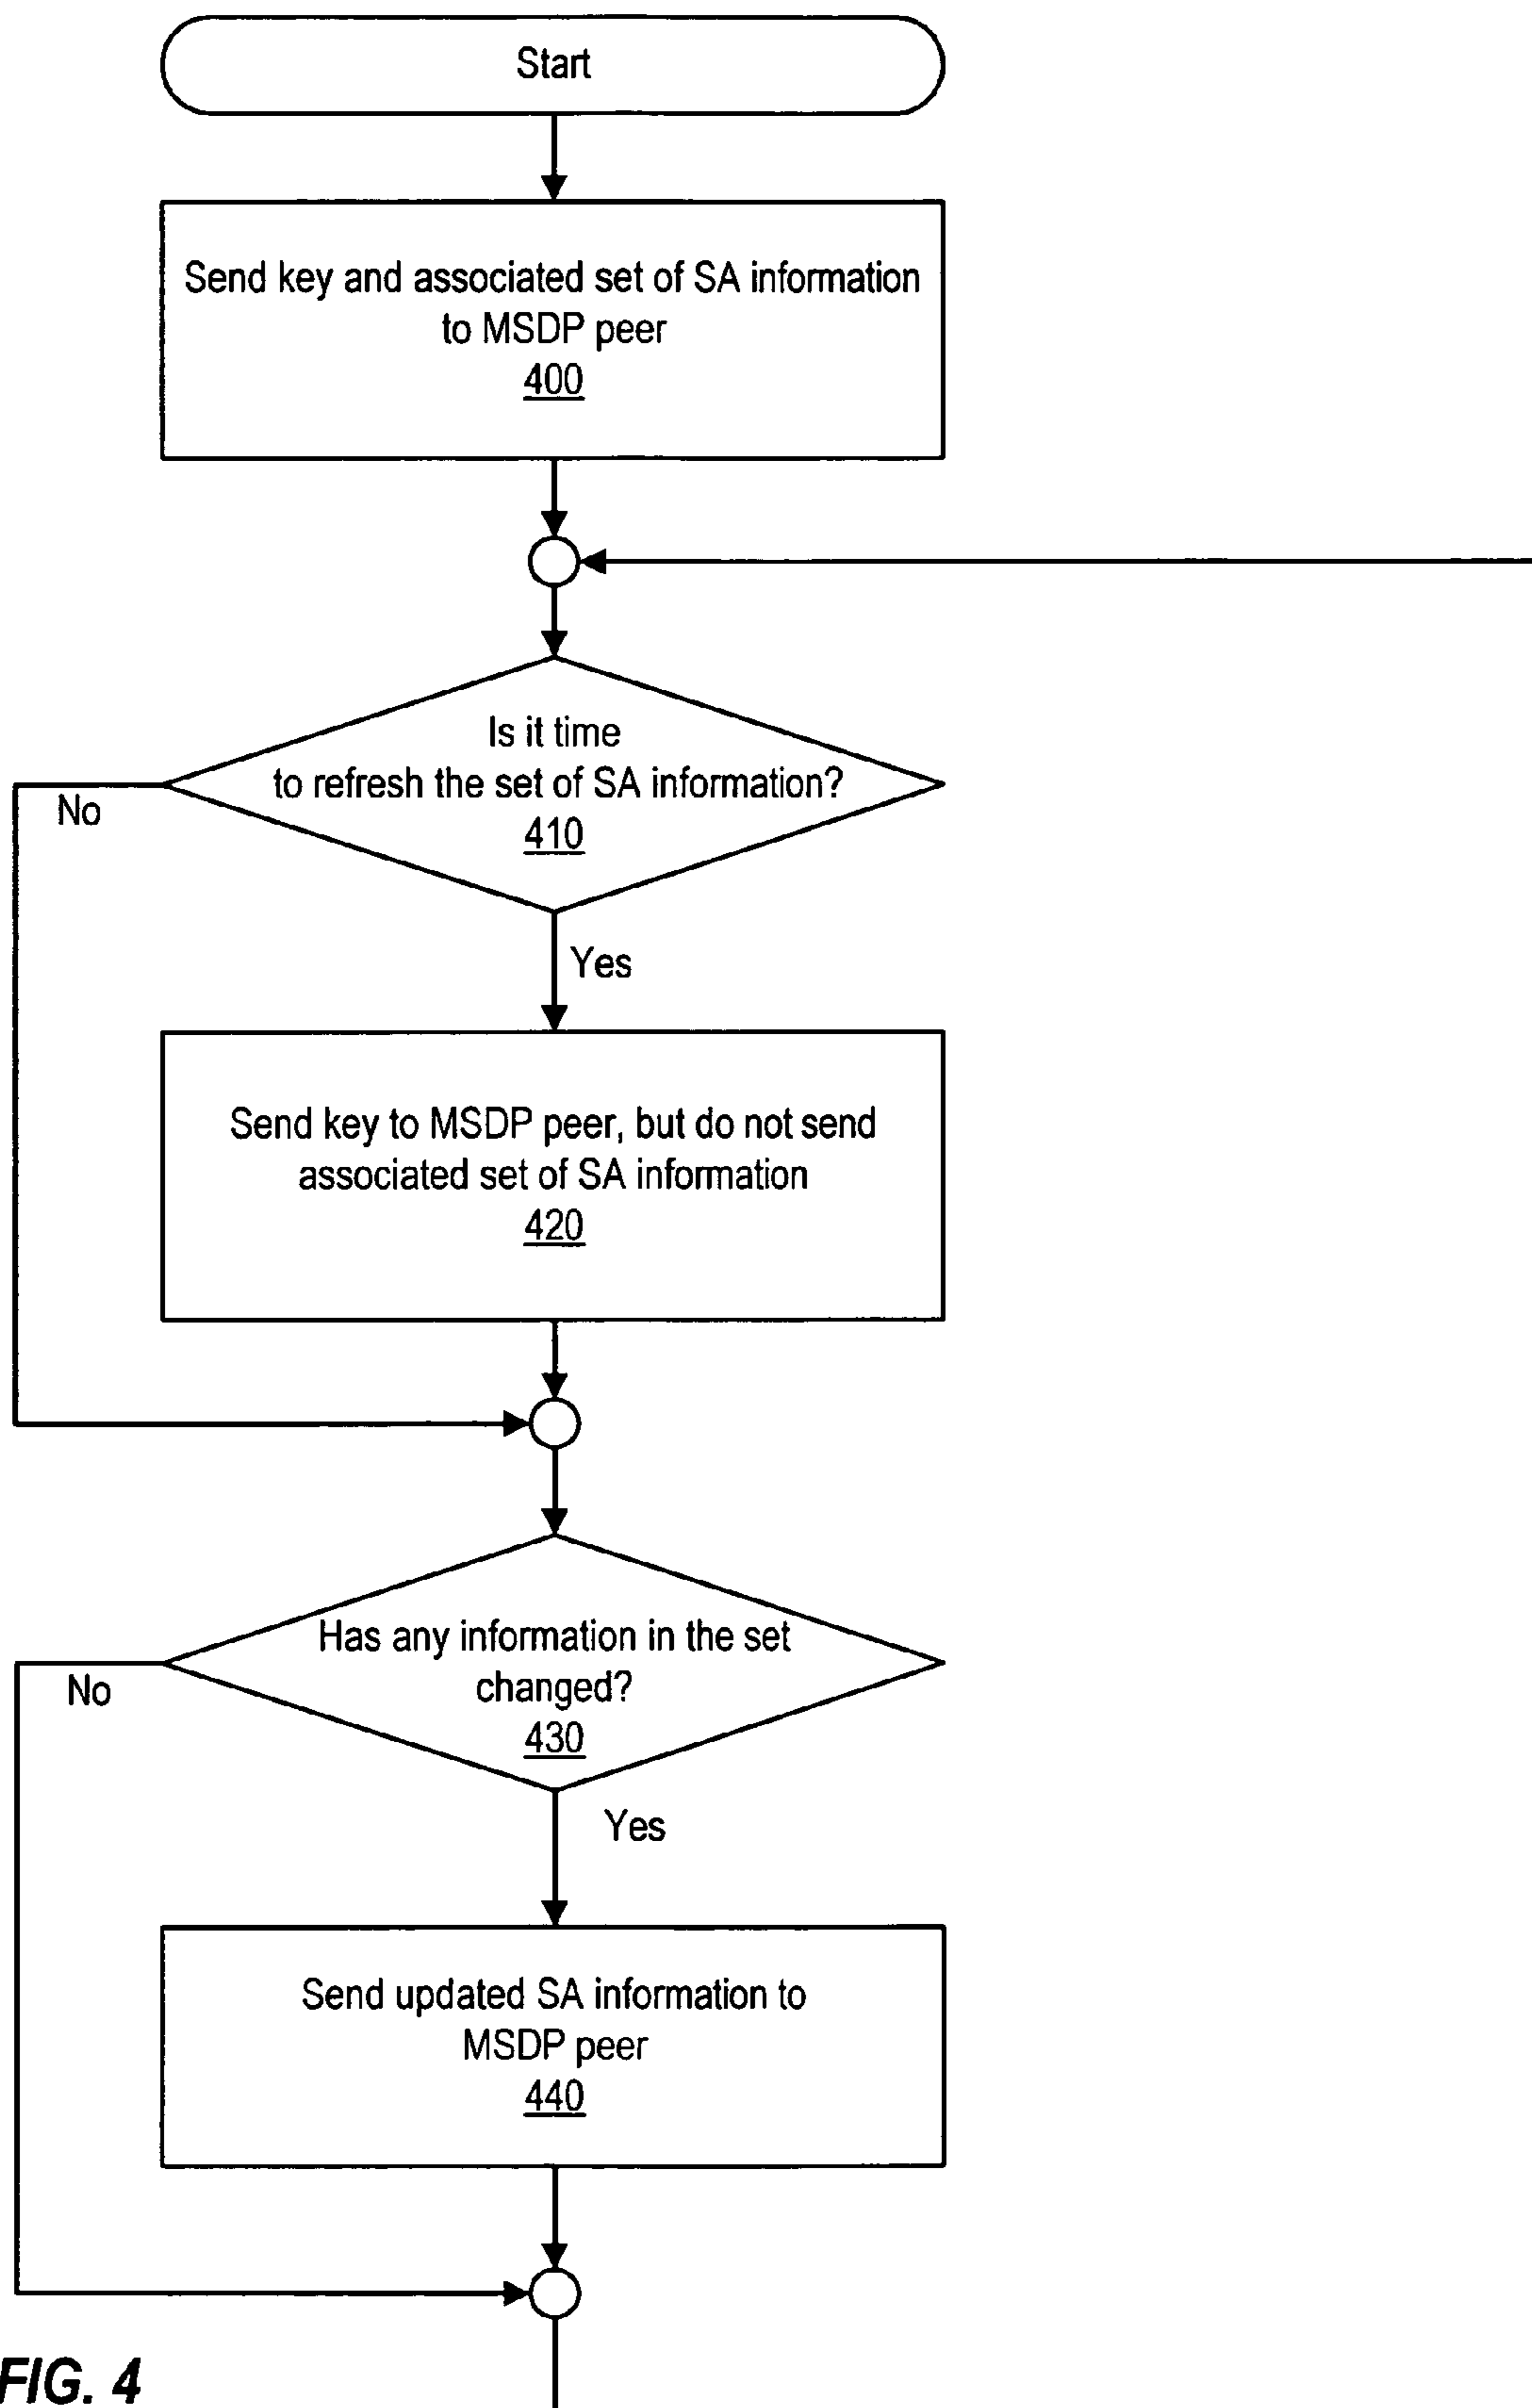 Start
Send key and associated set of SA information
to MSDP peer
400
Is it time
to refresh the set of SA information?
410
No
Yes
Send key to MSDP peer, but do not send
associated set of SA information
420
Has any information in the set
changed?
430
No
Yes
Send updated SA information to
MSDP peer
440
FIG. 4